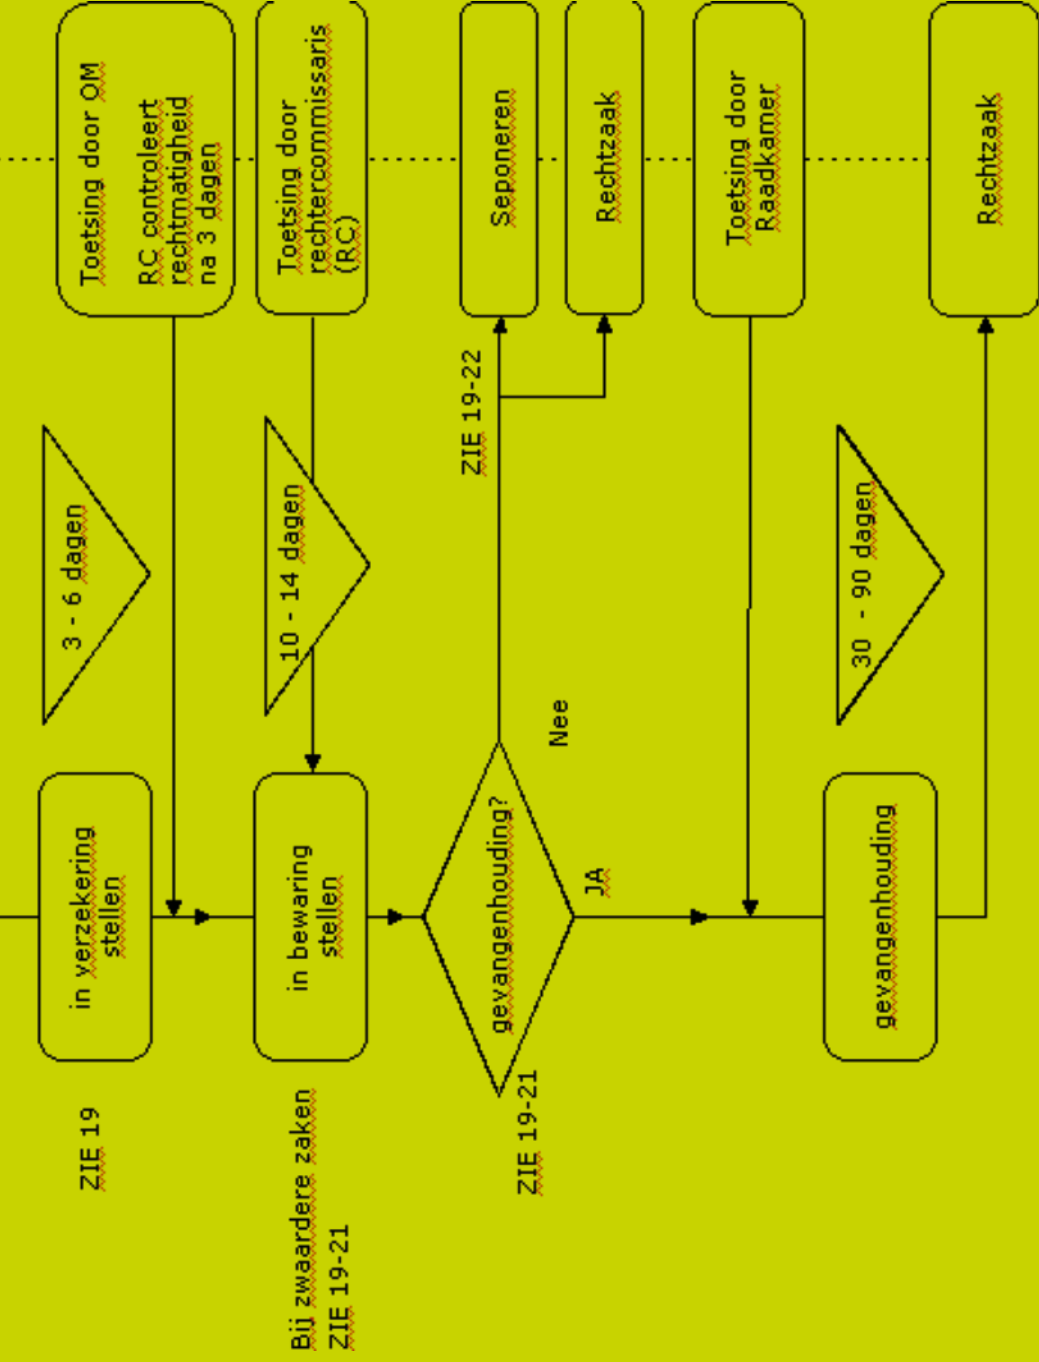 ZIE 19
in verzekering
stellen
3 - 6 dagen
Toetsing door OM
RC controleert
rechtmatigheid
na 3 dagen
Bij zwaardere zaken
ZIE 19-21
in bewaring
stellen
10 - 14 dagen
Toetsing door
rechtercommissaris
(RC)
ZIE 19-21
gevangenhouding?
Nee
JA
ZIE 19-22
Seponeren
Rechtzaak
Toetsing door
Raadkamer
gevangenhouding
30 - 90 dagen
Rechtzaak